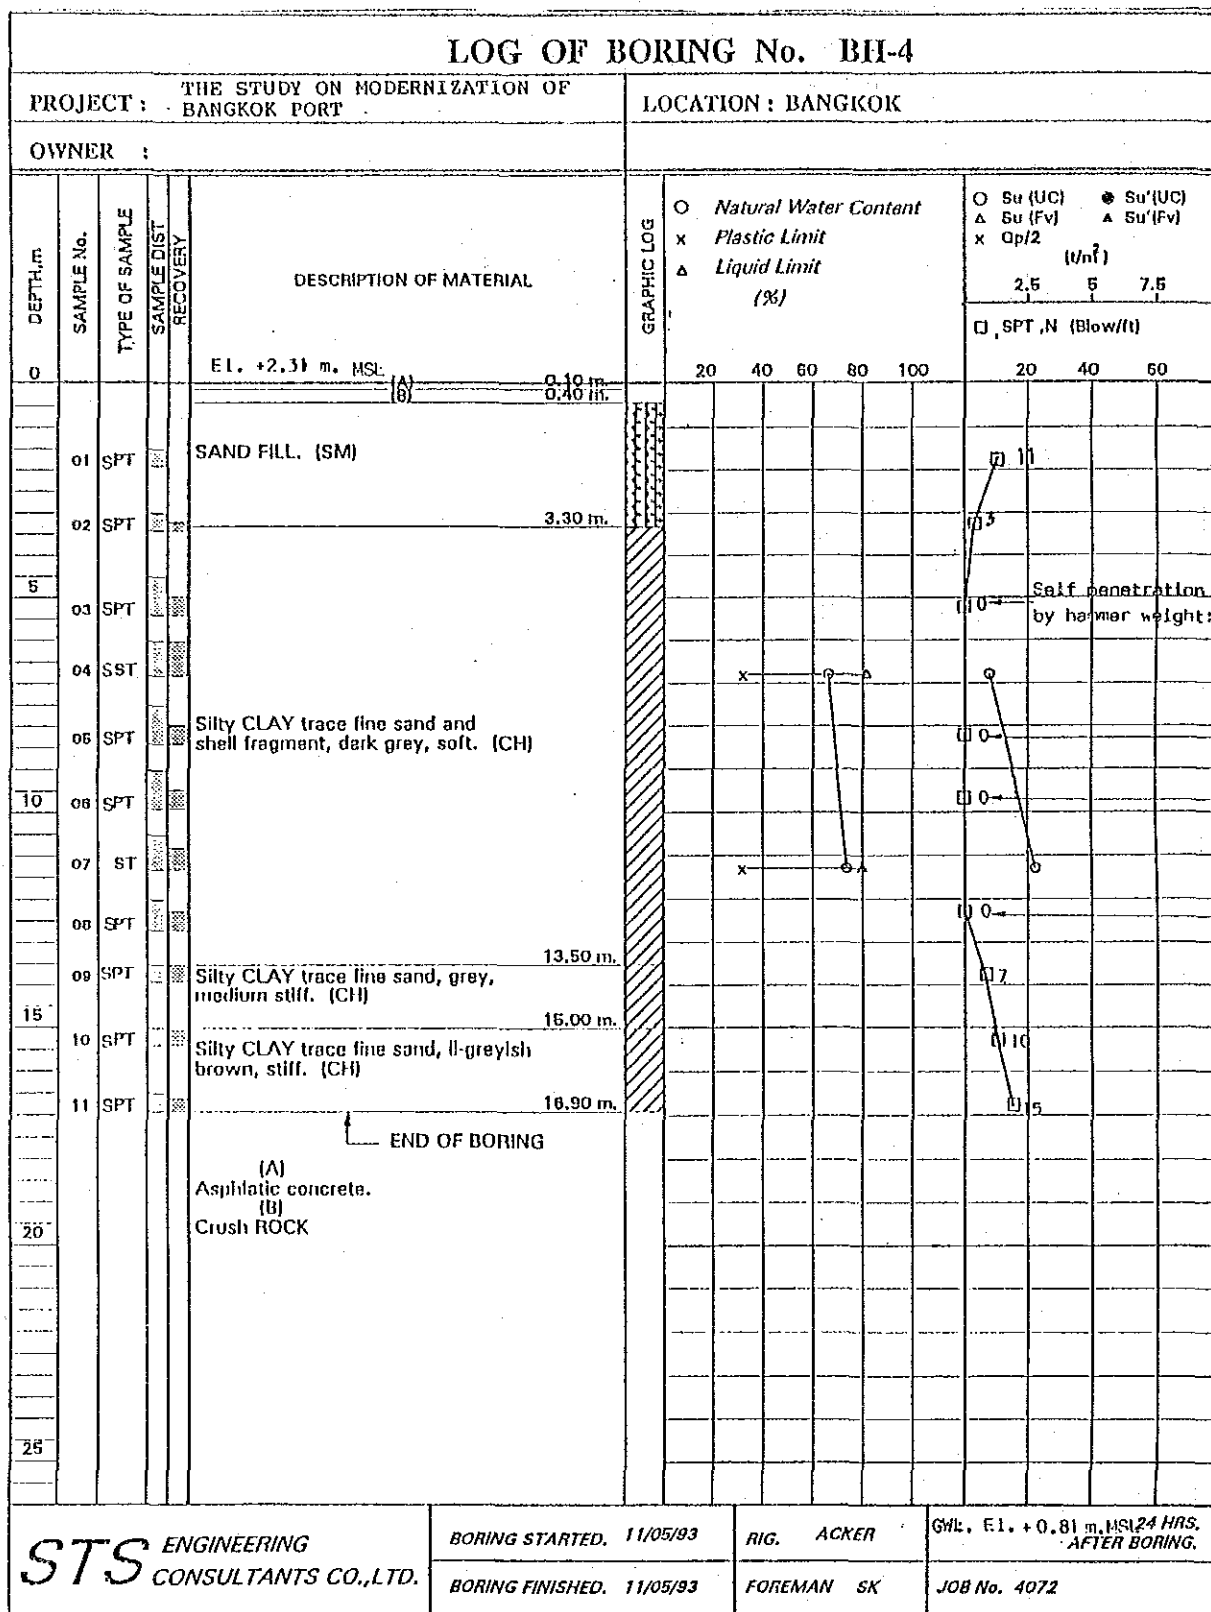 LOG OF BORING No. BH-4
PROJECT : THE STUDY ON MODERNIZATION OF
BANGKOK PORT
LOCATION : BANGKOK
OWNER :
DEPTH,m
SAMPLE No.
TYPE OF SAMPLE
SAMPLE DIST
RECOVERY
DESCRIPTION OF MATERIAL
GRAPHIC LOG
Natural Water Content
x Plastic Limit
Liquid Limit
(%)
Su (UC) Su'(UC)
Su (Fv) Su'(Fv)
x Qp/2
(t/m²)
2.5 5 7.5
SPT ,N (Blow/ft)
0
El. +2.31 m. MSL
20 40 60 80 100
20 40 60
(A) 0.10 m.
(B) 0.40 m.
01 SPT SAND FILL. (SM) 11
02 SPT 3.30 m. 3
5
03 SPT 0 Self penetration
by hammer weight
04 SST
05 SPT Silty CLAY trace fine sand and
shell fragment, dark grey, soft. (CH) 0
10 06 SPT 0
07 ST
08 SPT 0
13.50 m.
09 SPT Silty CLAY trace fine sand, grey,
medium stiff. (CH) 7
15
15.00 m.
10 SPT Silty CLAY trace fine sand, li-greyish
brown, stiff. (CH) 10
11 SPT 16.90 m. 15
END OF BORING
(A)
Asphlatic concrete.
(B)
Crush ROCK
20
25
STS ENGINEERING
CONSULTANTS CO.,LTD.
BORING STARTED. 11/05/93
RIG. ACKER
GWL. El. +0.81 m.MSL24 HRS.
AFTER BORING.
BORING FINISHED. 11/05/93
FOREMAN SK
JOB No. 4072